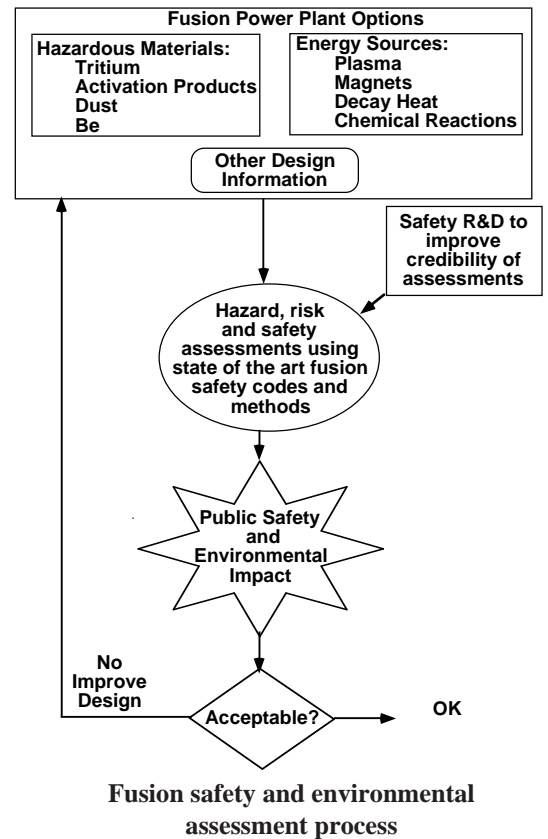 Fusion Power Plant Options
Hazardous Materials:
Tritium
Activation Products
Dust
Be
Energy Sources:
Plasma
Magnets
Decay Heat
Chemical Reactions
Other Design
Information
Safety R&D to
improve
credibility of
assessments
Hazard, risk
and safety
assessments using
state of the art fusion
safety codes and
methods
Public Safety
and
Environmental
Impact
No
Improve
Design
Acceptable?
OK
Fusion safety and environmental
assessment process